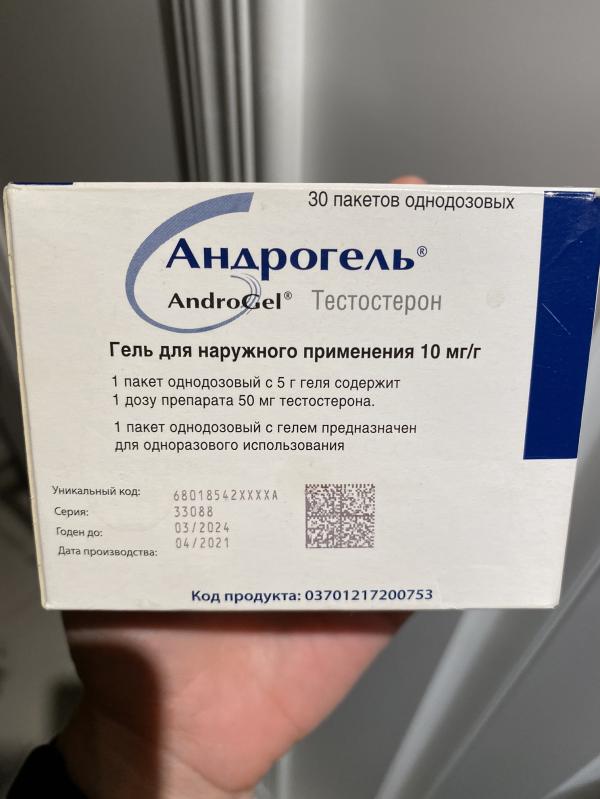 30 пакетов однодозовых
Андрогель®
AndroGel® Тестостерон
Гель для наружного применения 10 мг/г
1 пакет однодозовый с 5 г геля содержит
1 дозу препарата 50 мг тестостерона.
1 пакет однодозовый с гелем предназначен
для одноразового использования
Уникальный код: 68018542XXXXA
Серия: 33088
Годен до: 03/2024
Дата производства: 04/2021
Код продукта: 03701217200753